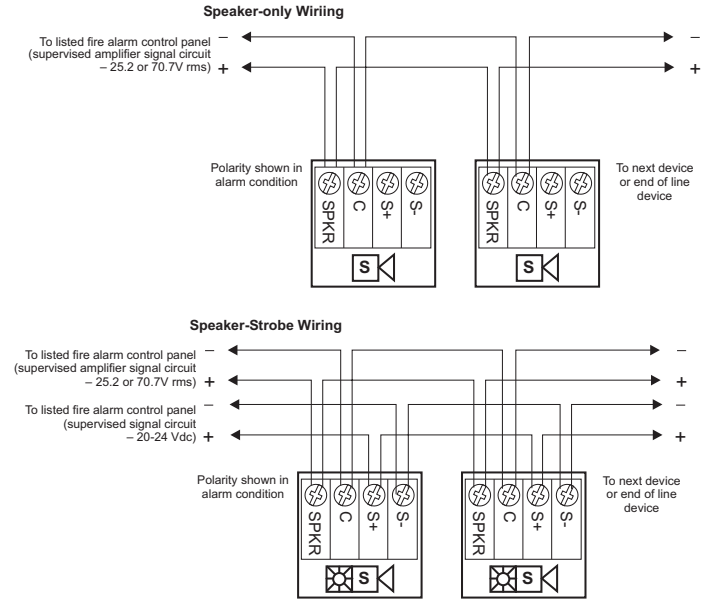 Speaker-only Wiriing
To listed fire alarm control panel
(supervised amplifier signal circuit
– 25.2 or 70.7V rms)
–
+
–
+
Polarity shown in
alarm condition
SPKR
C
S+
S-
S
SPKR
C
S+
S-
S
To next device
or end of line
device
Speaker-Strobe Wiring
To listed fire alarm control panel
(supervised amplifier signal circuit
– 25.2 or 70.7V rms)
–
+
–
+
To listed fire alarm control panel
(supervised signal circuit
– 20-24 Vdc)
–
+
–
+
Polarity shown in
alarm condition
SPKR
C
S+
S-
S
SPKR
C
S+
S-
S
To next device
or end of line
device